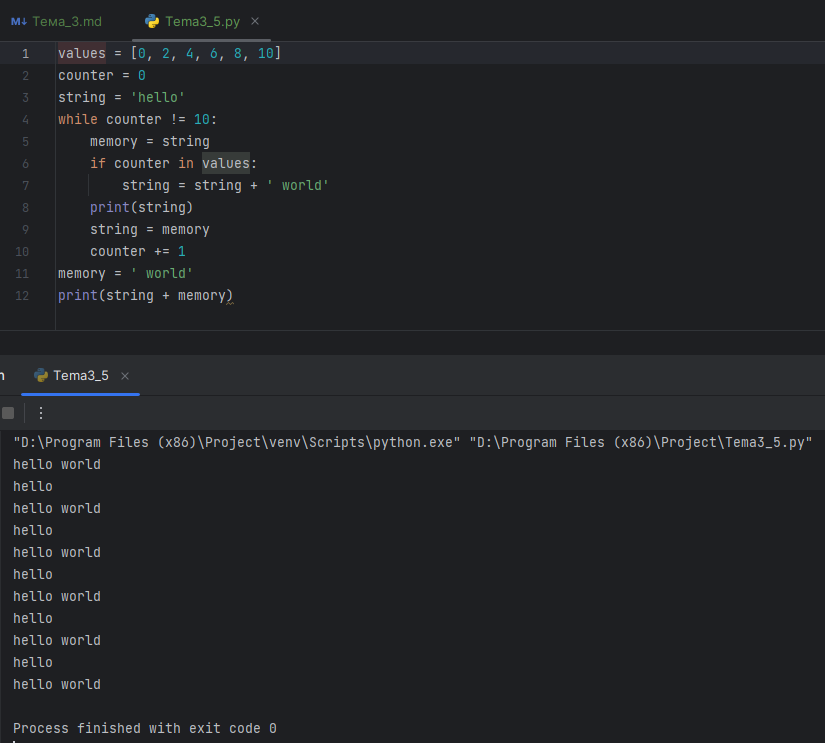 M↓ Тема_3.md Tema3_5.py ×
1 values = [0, 2, 4, 6, 8, 10]
2 counter = 0
3 string = 'hello'
4 while counter != 10:
5 memory = string
6 if counter in values:
7 string = string + ' world'
8 print(string)
9 string = memory
10 counter += 1
11 memory = ' world'
12 print(string + memory)
n Tema3_5 ×
"D:\Program Files (x86)\Project\venv\Scripts\python.exe" "D:\Program Files (x86)\Project\Tema3_5.py"
hello world
hello
hello world
hello
hello world
hello
hello world
hello
hello world
hello
hello world
Process finished with exit code 0